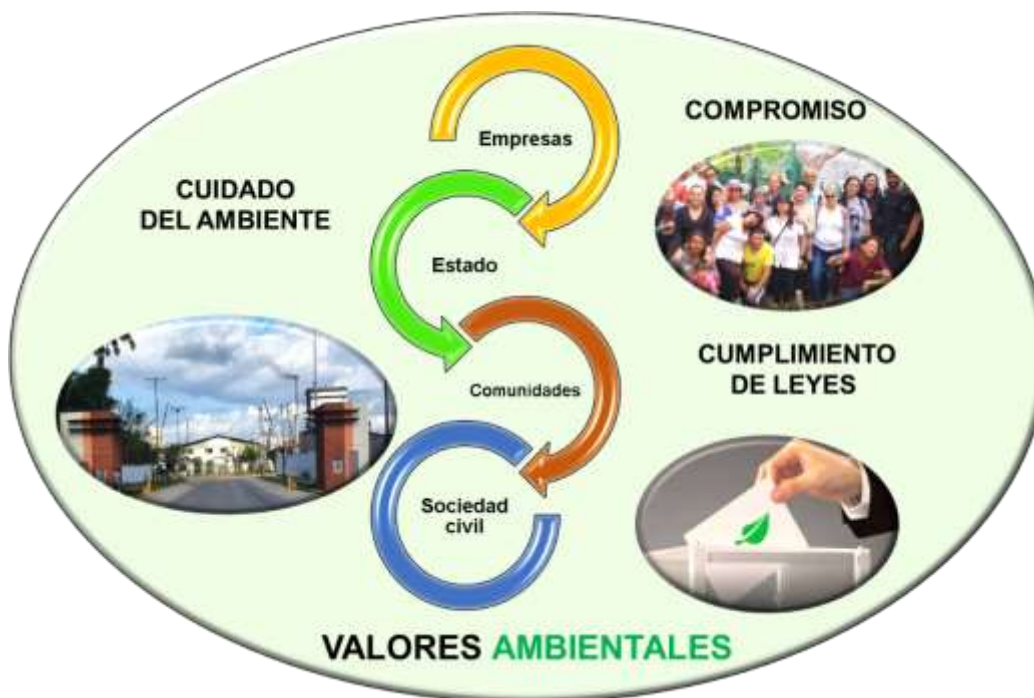 COMPROMISO
Empresas
CUIDADO
DEL AMBIENTE
Estado
CUMPLIMIENTO
DE LEYES
Comunidades
Sociedad
civil
VALORES AMBIENTALES